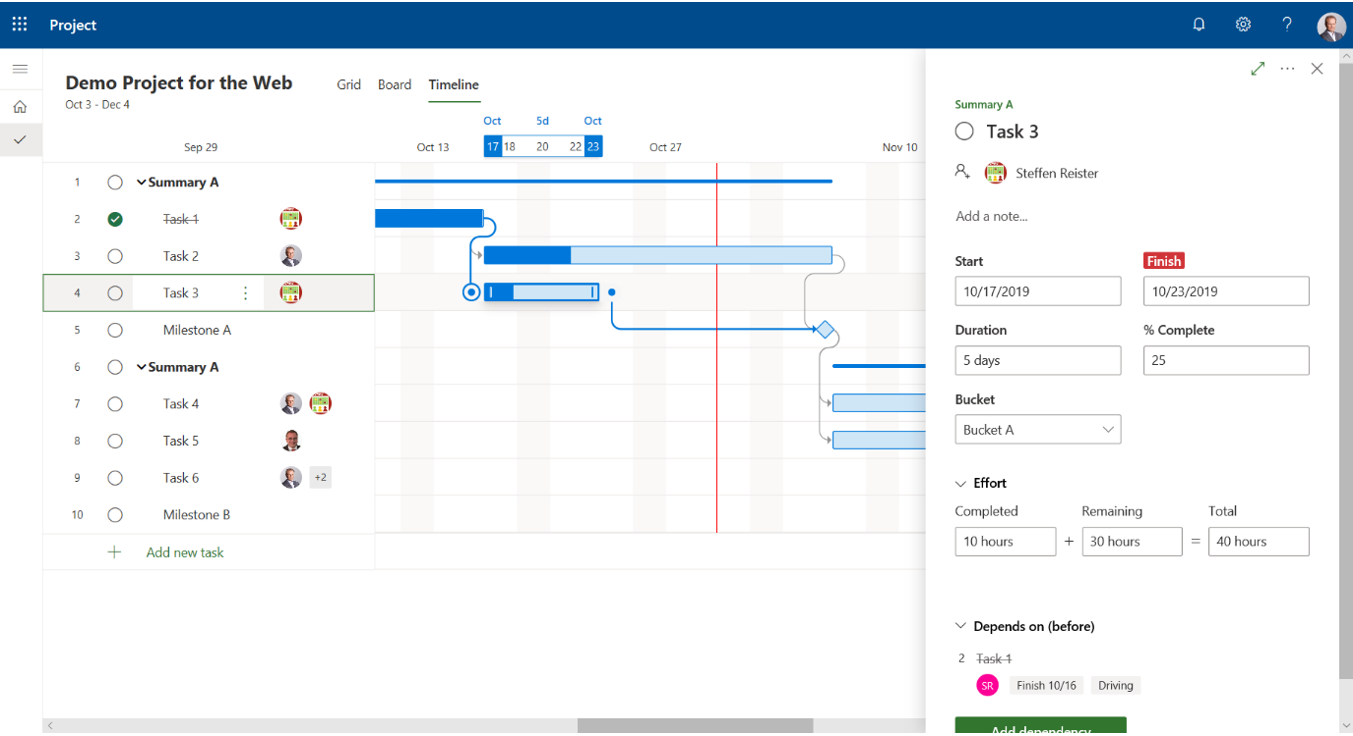 Project
Demo Project for the Web
Grid Board Timeline
Oct 3 - Dec 4
Oct 5d Oct
Sep 29 Oct 13 17 18 20 22 23 Oct 27 Nov 10
1 Summary A
2 Task 1
3 Task 2
4 Task 3
5 Milestone A
6 Summary A
7 Task 4
8 Task 5
9 Task 6 +2
10 Milestone B
Add new task
Summary A
Task 3
Steffen Reister
Add a note...
Start Finish
10/17/2019 10/23/2019
Duration % Complete
5 days 25
Bucket
Bucket A
Effort
Completed Remaining Total
10 hours + 30 hours = 40 hours
Depends on (before)
2 Task 1
SR Finish 10/16 Driving
Add dependency